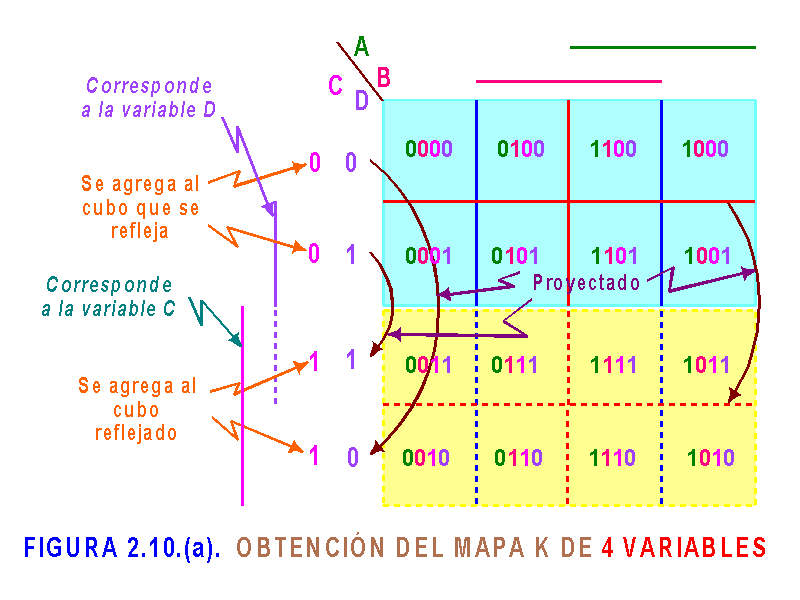 A
C B
D
Corresponde
a la variable D
0 0 0000 0100 1100 1000
Se agrega al
cubo que se
refleja
0 1 0001 0101 1101 1001
Corresponde
a la variable C
Proyectado
1 1 0011 0111 1111 1011
Se agrega al
cubo
reflejado
1 0 0010 0110 1110 1010
FIGURA 2.10.(a). OBTENCIÓN DEL MAPA K DE 4 VARIABLES